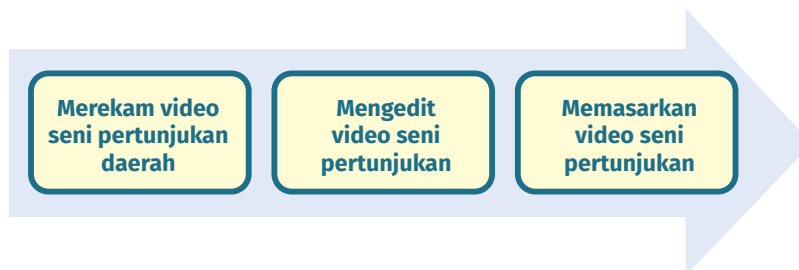 Merekam video
seni pertunjukan
daerah
Mengedit
video seni
pertunjukan
Memasarkan
video seni
pertunjukan